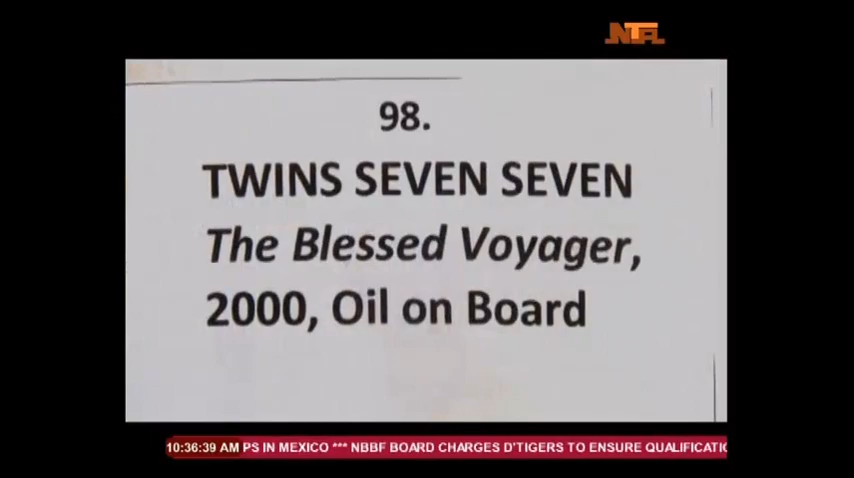 NTA
98.
TWINS SEVEN SEVEN
The Blessed Voyager,
2000, Oil on Board
10:36:39 AM PS IN MEXICO *** NBBF BOARD CHARGES D'TIGERS TO ENSURE QUALIFICATIO